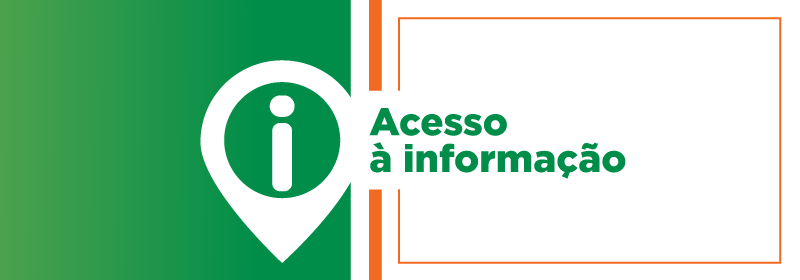 i
Acesso
à informação